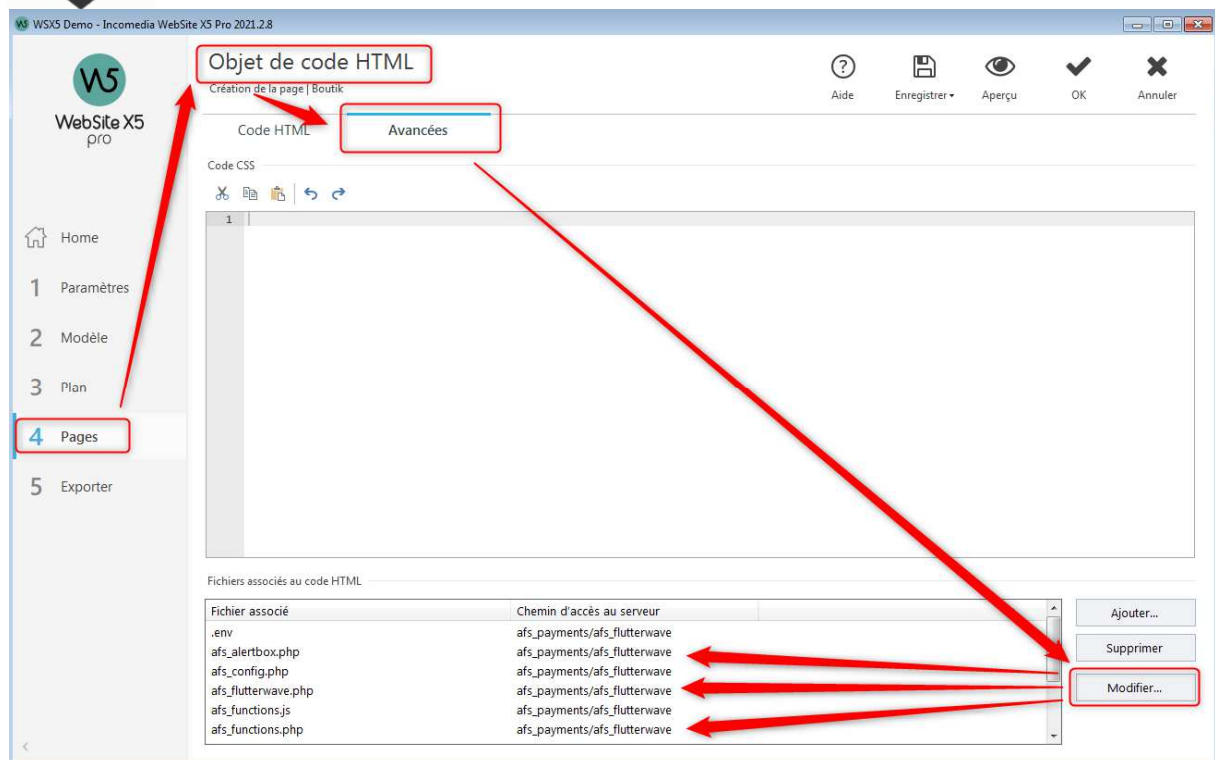 WSX5 Demo - Incomedia WebSite X5 Pro 2021.2.8
WebSite X5
pro
Objet de code HTML
Création de la page | Boutik
Aide
Enregistrer
Aperçu
OK
Annuler
Code HTML
Avancées
Code CSS
1
Home
1 Paramètres
2 Modèle
3 Plan
4 Pages
5 Exporter
Fichiers associés au code HTML
Fichier associé Chemin d'accès au serveur
.env afs_payments/afs_flutterwave
afs_alertbox.php afs_payments/afs_flutterwave
afs_config.php afs_payments/afs_flutterwave
afs_flutterwave.php afs_payments/afs_flutterwave
afs_functions.js afs_payments/afs_flutterwave
afs_functions.php afs_payments/afs_flutterwave
Ajouter...
Supprimer
Modifier...